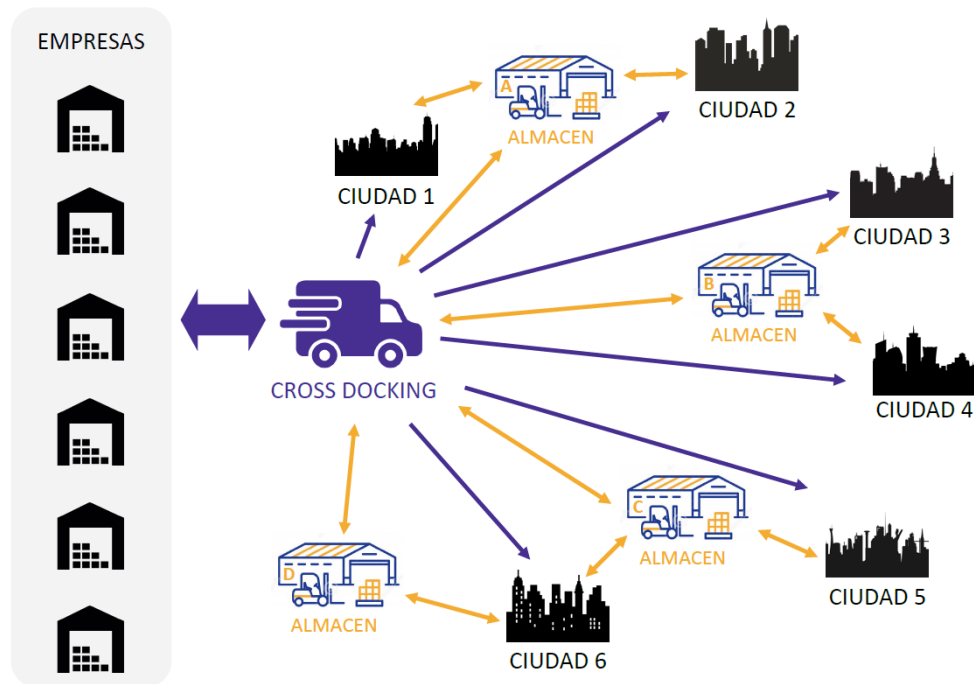 EMPRESAS
A
ALMACEN
CIUDAD 2
CIUDAD 1
CIUDAD 3
B
ALMACEN
CIUDAD 4
CROSS DOCKING
C
ALMACEN
CIUDAD 5
D
ALMACEN
CIUDAD 6